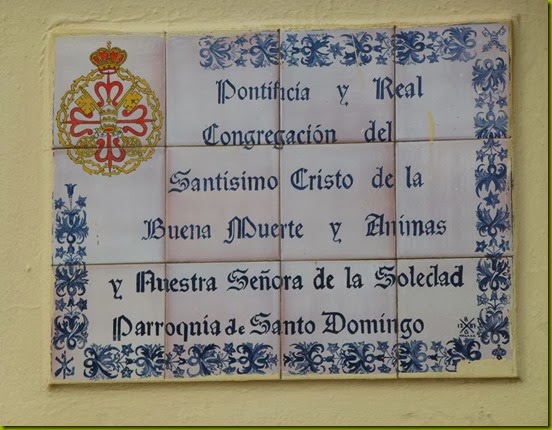 Pontificia y Real
Congregación del
Santísimo Cristo de la
Buena Muerte y Animas
y Nuestra Señora de la Soledad
Parroquia de Santo Domingo